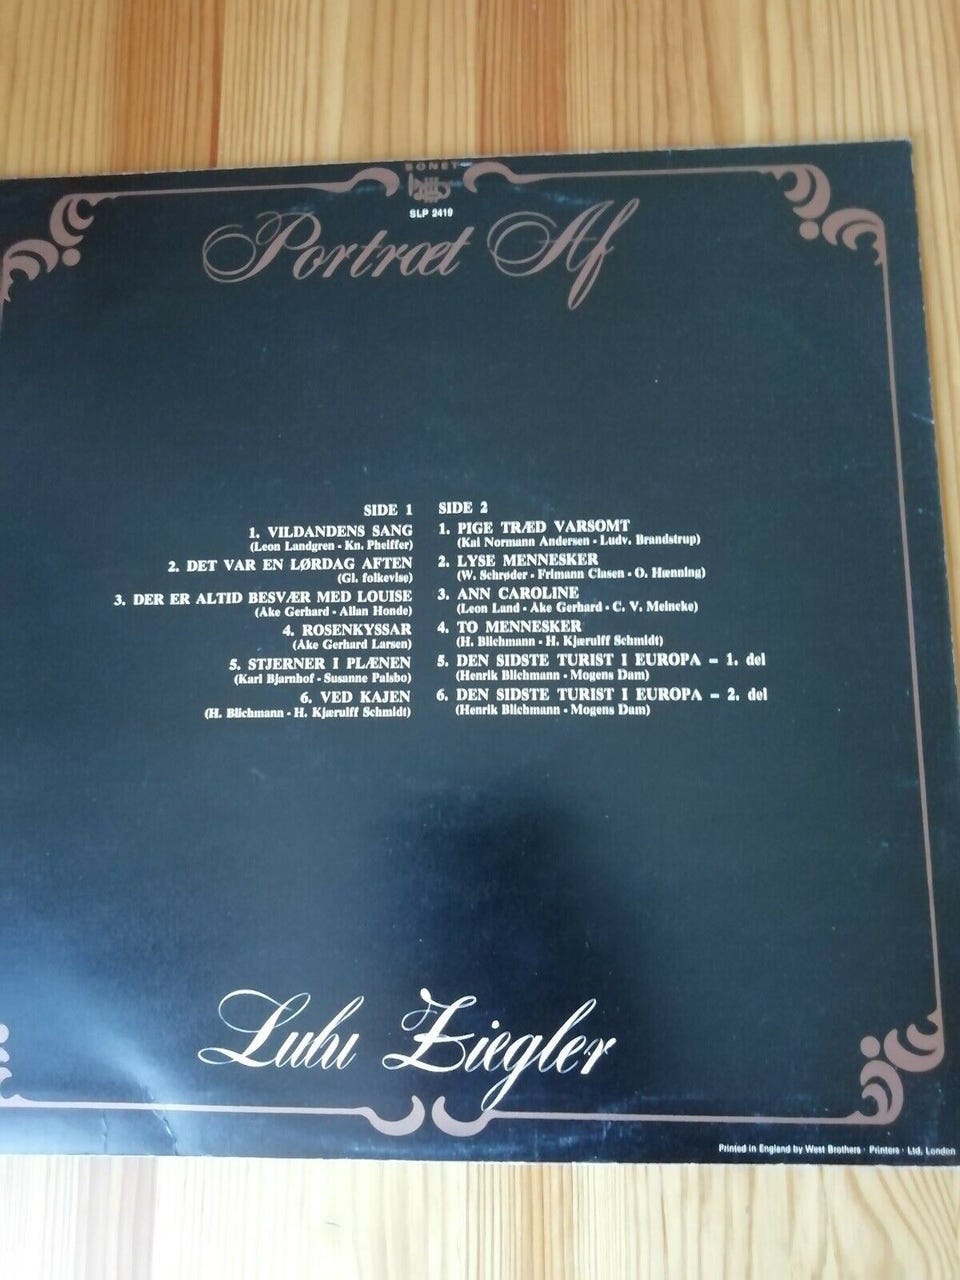 SONET
SLP 2419
Portræt Af
SIDE 1
1. VILDANDENS SANG
(Leon Landgren - Kn. Pheiffer)
2. DET VAR EN LØRDAG AFTEN
(Gl. folkevise)
3. DER ER ALTID BESVÆR MED LOUISE
(Åke Gerhard - Allan Honde)
4. ROSENKYSSAR
(Åke Gerhard Larsen)
5. STJERNER I PLÆNEN
(Karl Bjarnhof - Susanne Palsbo)
6. VED KAJEN
(H. Blichmann - H. Kjærulff Schmidt)
SIDE 2
1. PIGE TRÆD VARSOMT
(Kai Normann Andersen - Ludv. Brandstrup)
2. LYSE MENNESKER
(W. Schrøder - Frimann Clasen - O. Hænning)
3. ANN CAROLINE
(Leon Land - Åke Gerhard - C. V. Meincke)
4. TO MENNESKER
(H. Blichmann - H. Kjærulff Schmidt)
5. DEN SIDSTE TURIST I EUROPA - 1. del
(Henrik Blichmann - Mogens Dam)
6. DEN SIDSTE TURIST I EUROPA - 2. del
(Henrik Blichmann - Mogens Dam)
Lulu Ziegler
Printed in England by West Brothers · Printers · Ltd, London